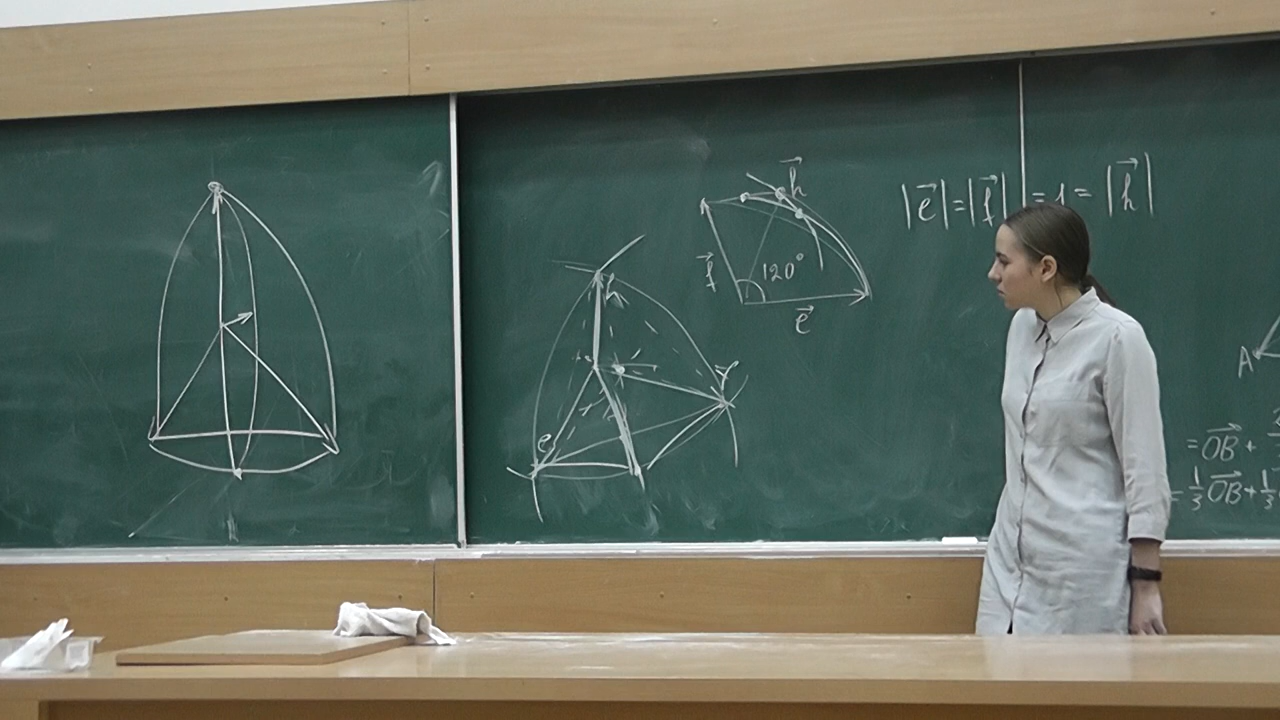 h⃗
|e⃗|=|f⃗|=1=|h⃗|
f⃗
120°
e⃗
h
f
e
A
=OB⃗+
=1/3 OB⃗+1/3